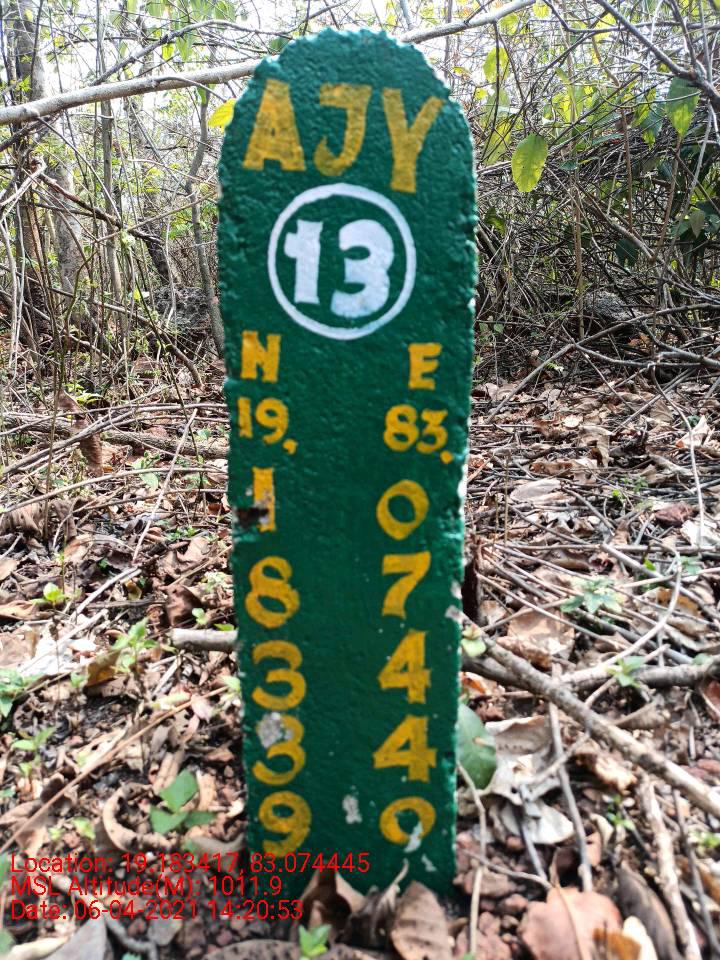 AJY
13
N E
19, 83.
1 0
8 7
3 4
3 4
9 0
Location: 19.183417,83.074445
MSL Altitude(M): 1011.9
Date: 06-04-2021 14:20:53